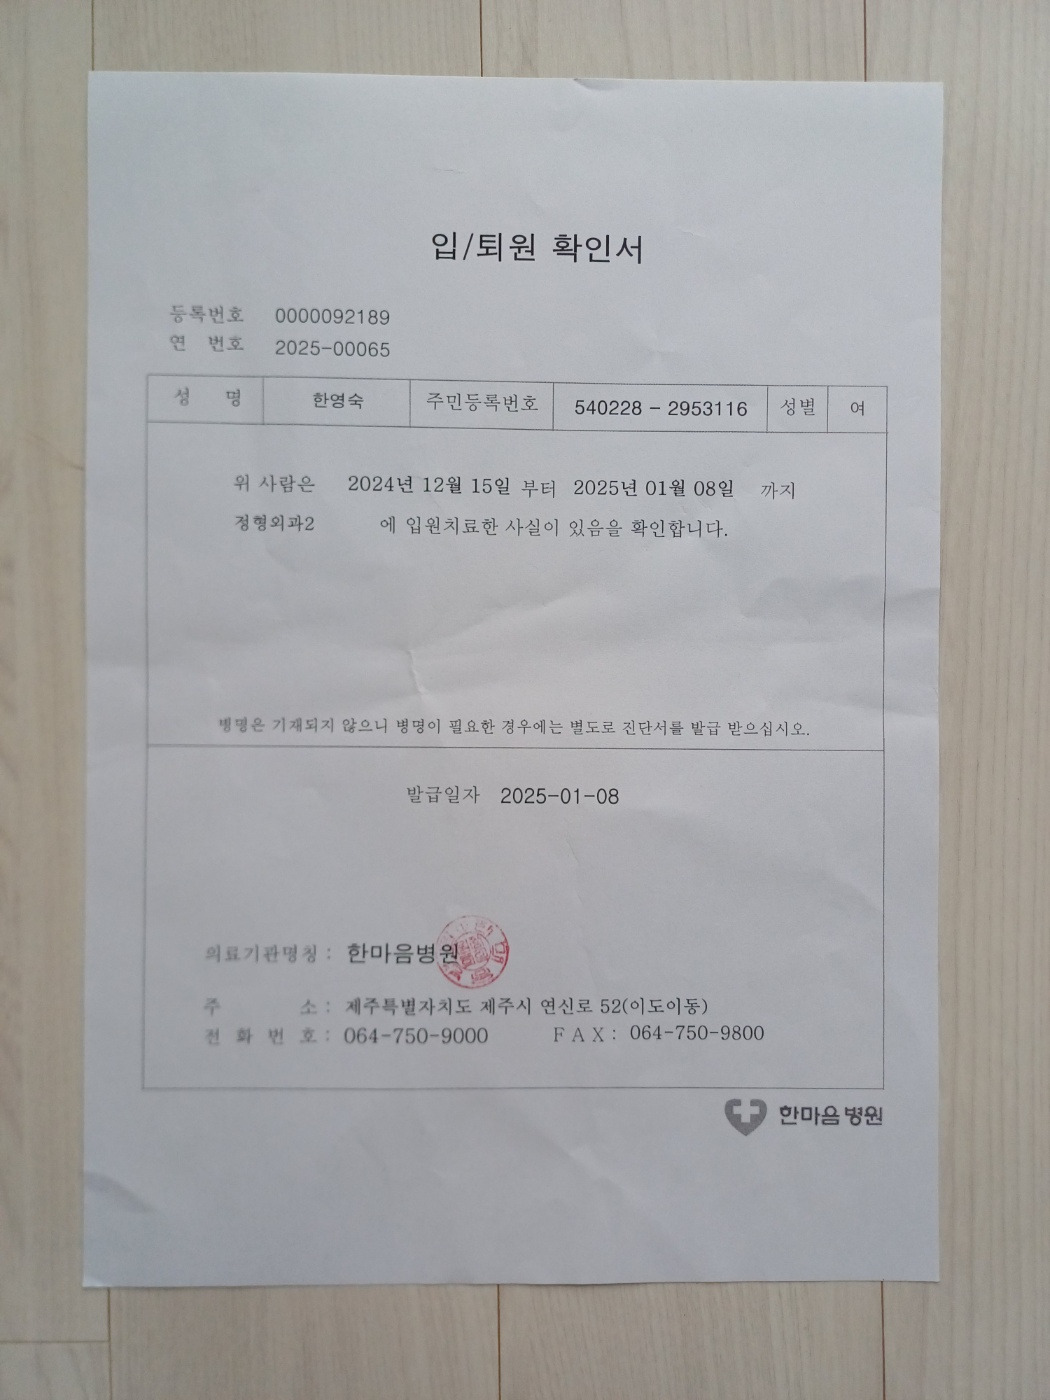 입/퇴원 확인서
등록번호 0000092189
연 번호 2025-00065
성 명 한영숙 주민등록번호 540228 - 2953116 성별 여
위 사람은 2024년 12월 15일 부터 2025년 01월 08일 까지
정형외과2 에 입원치료한 사실이 있음을 확인합니다.
병명은 기재되지 않으니 병명이 필요한 경우에는 별도로 진단서를 발급 받으십시오.
발급일자 2025-01-08
의료기관명칭 : 한마음병원
주 소 : 제주특별자치도 제주시 연신로 52(이도이동)
전 화 번 호 : 064-750-9000 F A X : 064-750-9800
한마음병원